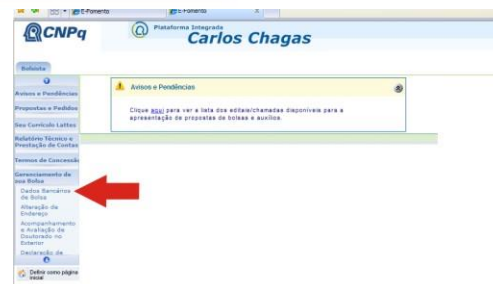 E-Fomento
E-Fomento
CNPq
Plataforma Integrada
Carlos Chagas
Bolsista
Avisos e Pendências
Propostas e Pedidos
Seu Currículo Lattes
Relatório Técnico e
Prestação de Contas
Termos de Concessão
Gerenciamento de
sua Bolsa
Dados Bancários
de Bolsa
Alteração de
Endereço
Acompanhamento
e Avaliação de
Doutorado no
Exterior
Declaração de
Definir como página
inicial
Avisos e Pendências
Clique aqui para ver a lista dos editais/chamadas disponíveis para a
apresentação de propostas de bolsas e auxílios.